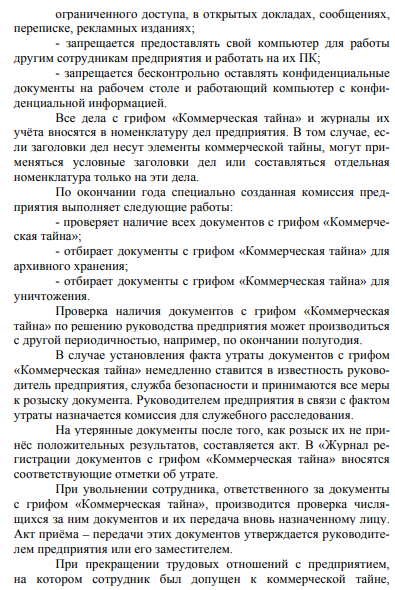 ограниченного доступа, в открытых докладах, сообщениях,
переписке, рекламных изданиях;
- запрещается предоставлять свой компьютер для работы
другим сотрудникам предприятия и работать на их ПК;
- запрещается бесконтрольно оставлять конфиденциальные
документы на рабочем столе и работающий компьютер с конфи-
денциальной информацией.
Все дела с грифом «Коммерческая тайна» и журналы их
учёта вносятся в номенклатуру дел предприятия. В том случае, ес-
ли заголовки дел несут элементы коммерческой тайны, могут при-
меняться условные заголовки дел или составляться отдельная
номенклатура только на эти дела.
По окончании года специально созданная комиссия пред-
приятия выполняет следующие работы:
- проверяет наличие всех документов с грифом «Коммерче-
ская тайна»;
- отбирает документы с грифом «Коммерческая тайна» для
архивного хранения;
- отбирает документы с грифом «Коммерческая тайна» для
уничтожения.
Проверка наличия документов с грифом «Коммерческая
тайна» по решению руководства предприятия может производиться
с другой периодичностью, например, по окончании полугодия.
В случае установления факта утраты документов с грифом
«Коммерческая тайна» немедленно ставится в известность руково-
дитель предприятия, служба безопасности и принимаются все меры
к розыску документа. Руководителем предприятия в связи с фактом
утраты назначается комиссия для служебного расследования.
На утерянные документы после того, как розыск их не при-
нёс положительных результатов, составляется акт. В «Журнал ре-
гистрации документов с грифом «Коммерческая тайна» вносятся
соответствующие отметки об утрате.
При увольнении сотрудника, ответственного за документы
с грифом «Коммерческая тайна», производится проверка числя-
щихся за ним документов и их передача вновь назначенному лицу.
Акт приёма – передачи этих документов утверждается руководите-
лем предприятия или его заместителем.
При прекращении трудовых отношений с предприятием,
на котором сотрудник был допущен к коммерческой тайне,